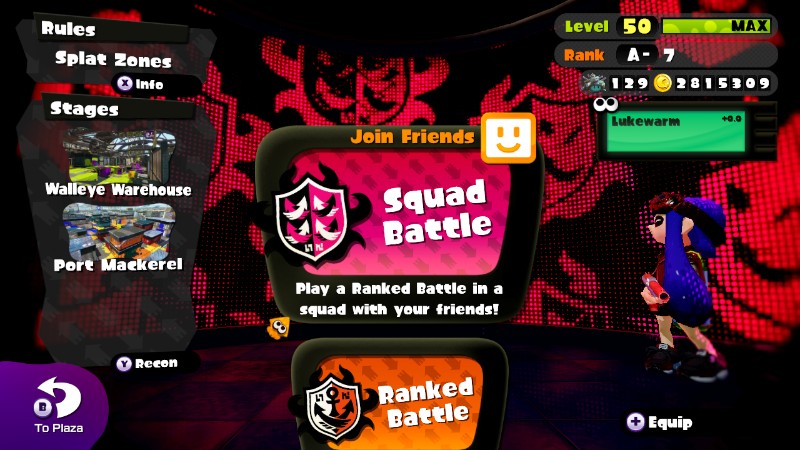 Rules
Splat Zones
X Info
Stages
Walleye Warehouse
Port Mackerel
Y Recon
B
To Plaza
Join Friends
Squad
Battle
Play a Ranked Battle in a
squad with your friends!
Ranked
Battle
Level 50 MAX
Rank A- 7
129 2815309
Lukewarm +0.0
+ Equip